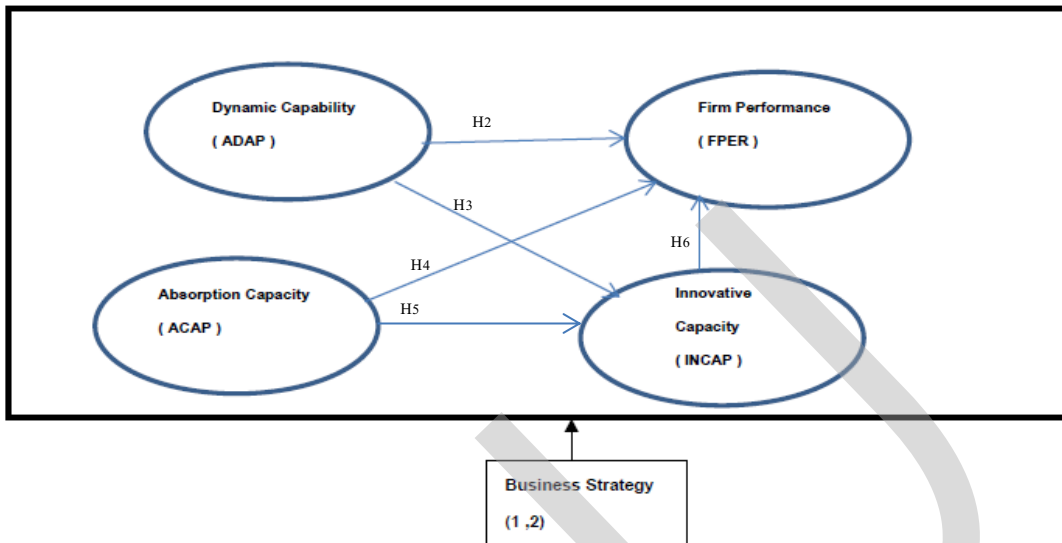 Dynamic Capability
( ADAP )
H2
Firm Performance
( FPER )
H3
H4
H6
Absorption Capacity
( ACAP )
H5
Innovative
Capacity
( INCAP )
Business Strategy
(1 ,2)